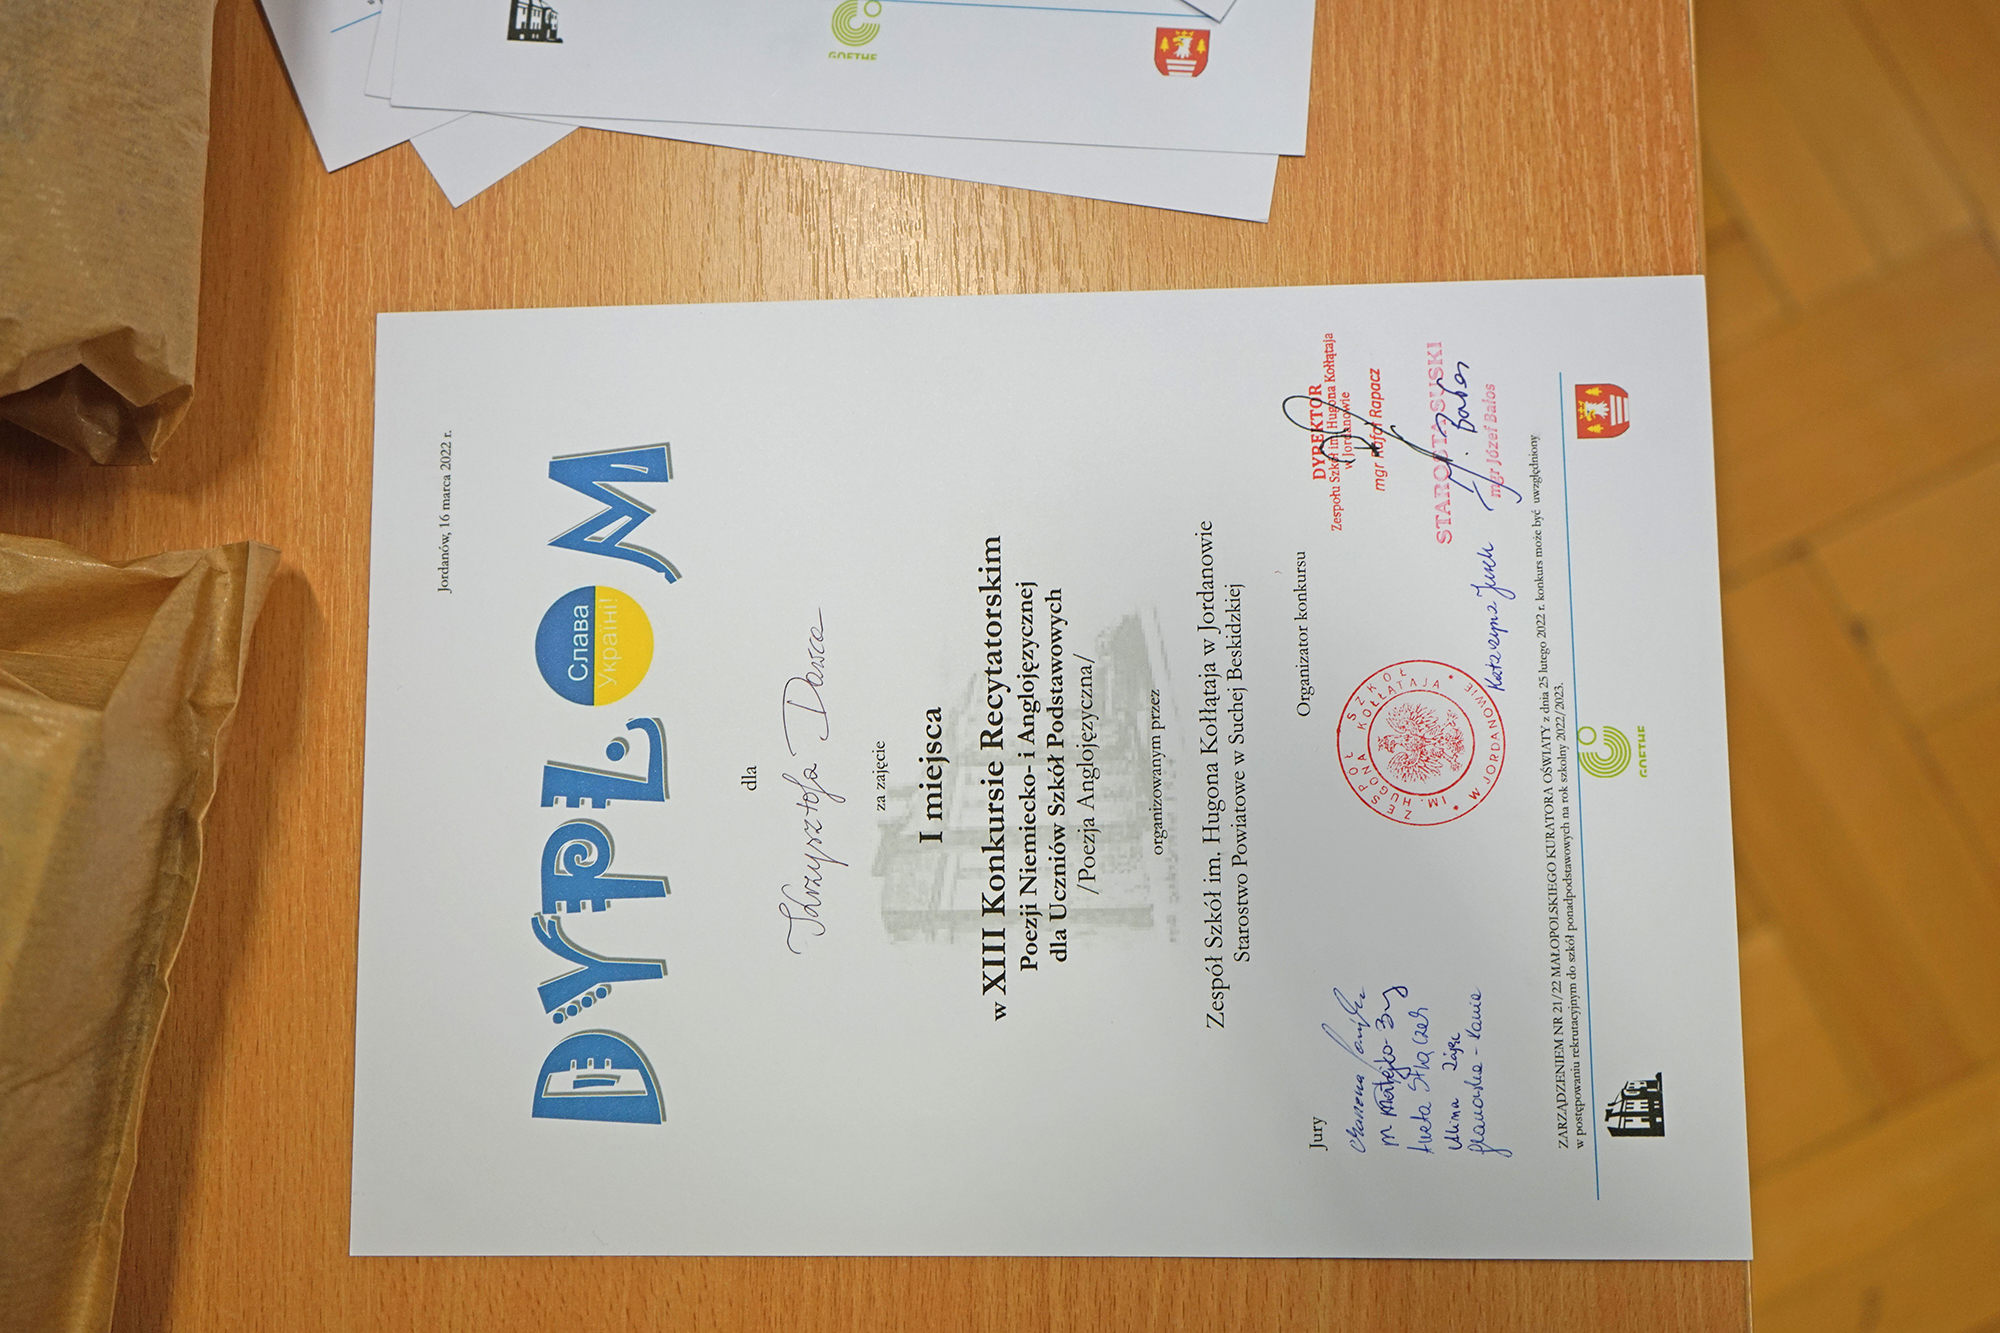 Jordanów, 16 marca 2022 r.
DYPLOM
Слава
Україні!
dla
Krzysztofa Dawca
za zajęcie
I miejsca
w XIII Konkursie Recytatorskim
Poezji Niemiecko- i Anglojęzycznej
dla Uczniów Szkół Podstawowych
/Poezja Anglojęzyczna/
organizowanym przez
Zespół Szkół im. Hugona Kołłątaja w Jordanowie
Starostwo Powiatowe w Suchej Beskidzkiej
Organizator konkursu
Jury
DYREKTOR
Zespołu Szkół im. Hugona Kołłątaja
w Jordanowie
mgr Rafał Rapacz
STAROSTA SUSKI
mgr Józef Bałos
ZESPÓŁ SZKÓŁ
IM. HUGONA KOŁŁĄTAJA
W JORDANOWIE
Katarzyna
ZARZĄDZENIEM NR 21/22 MAŁOPOLSKIEGO KURATORA OŚWIATY z dnia 25 lutego 2022 r. konkurs może być uwzględniony
w postępowaniu rekrutacyjnym do szkół ponadpodstawowych na rok szkolny 2022/2023.
GOETHE
GOETHE